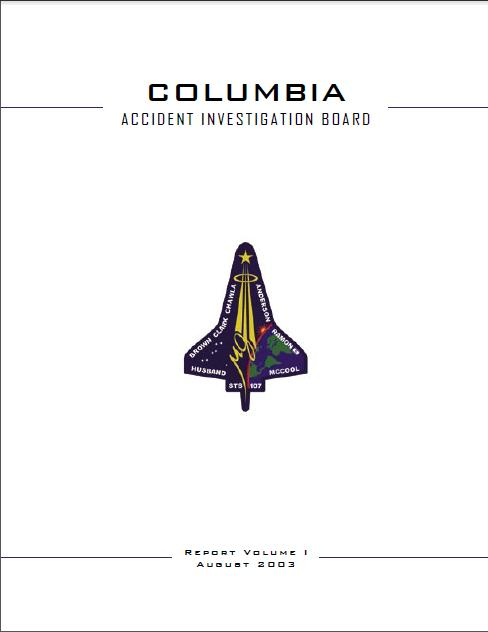 COLUMBIA
ACCIDENT INVESTIGATION BOARD
BROWN CLARK CHAWLA ANDERSON RAMON
HUSBAND MCCOOL
STS 107
REPORT VOLUME I
AUGUST 2003